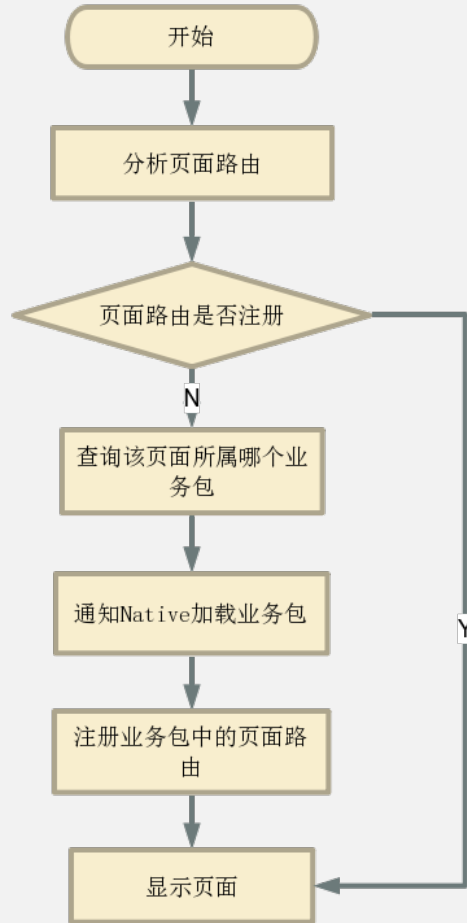 开始
分析页面路由
页面路由是否注册
N
查询该页面所属哪个业
务包
通知Native加载业务包
Y
注册业务包中的页面路
由
显示页面